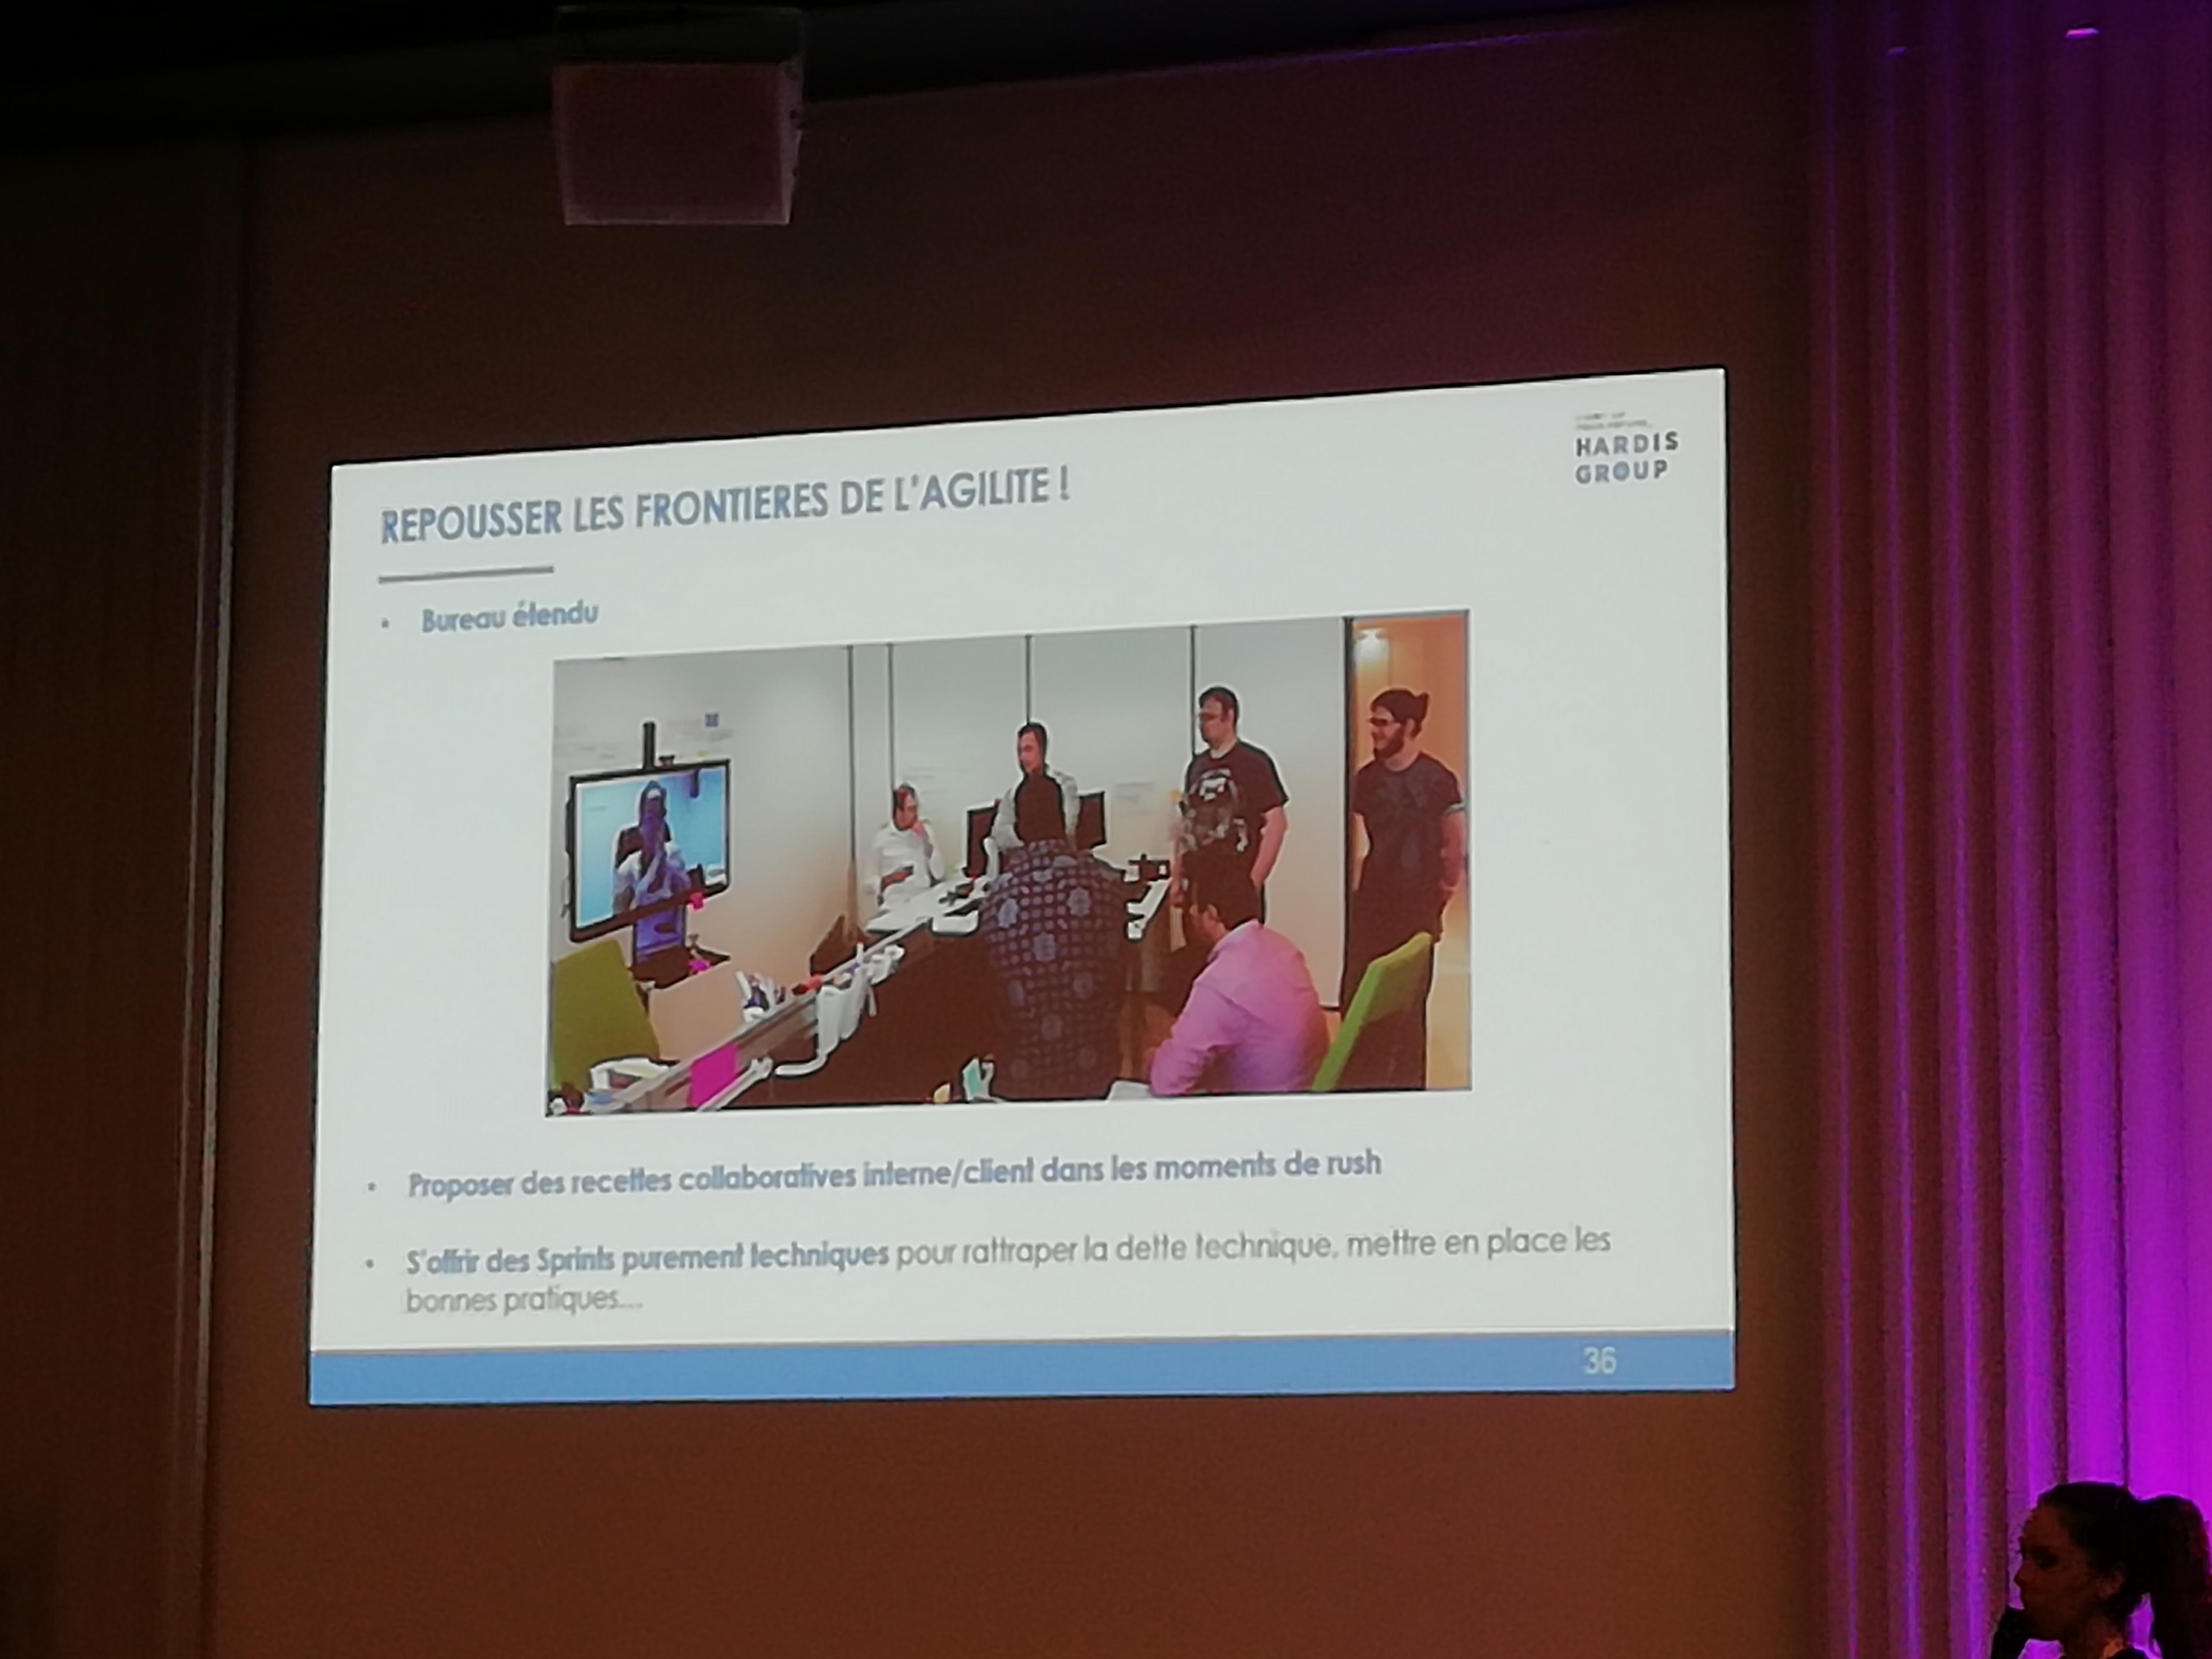 HARDIS
GROUP
REPOUSSER LES FRONTIERES DE L'AGILITE !
• Bureau étendu
• Proposer des recettes collaboratives interne/client dans les moments de rush
• S'offrir des Sprints purement techniques pour rattraper la dette technique, mettre en place les
bonnes pratiques...
36